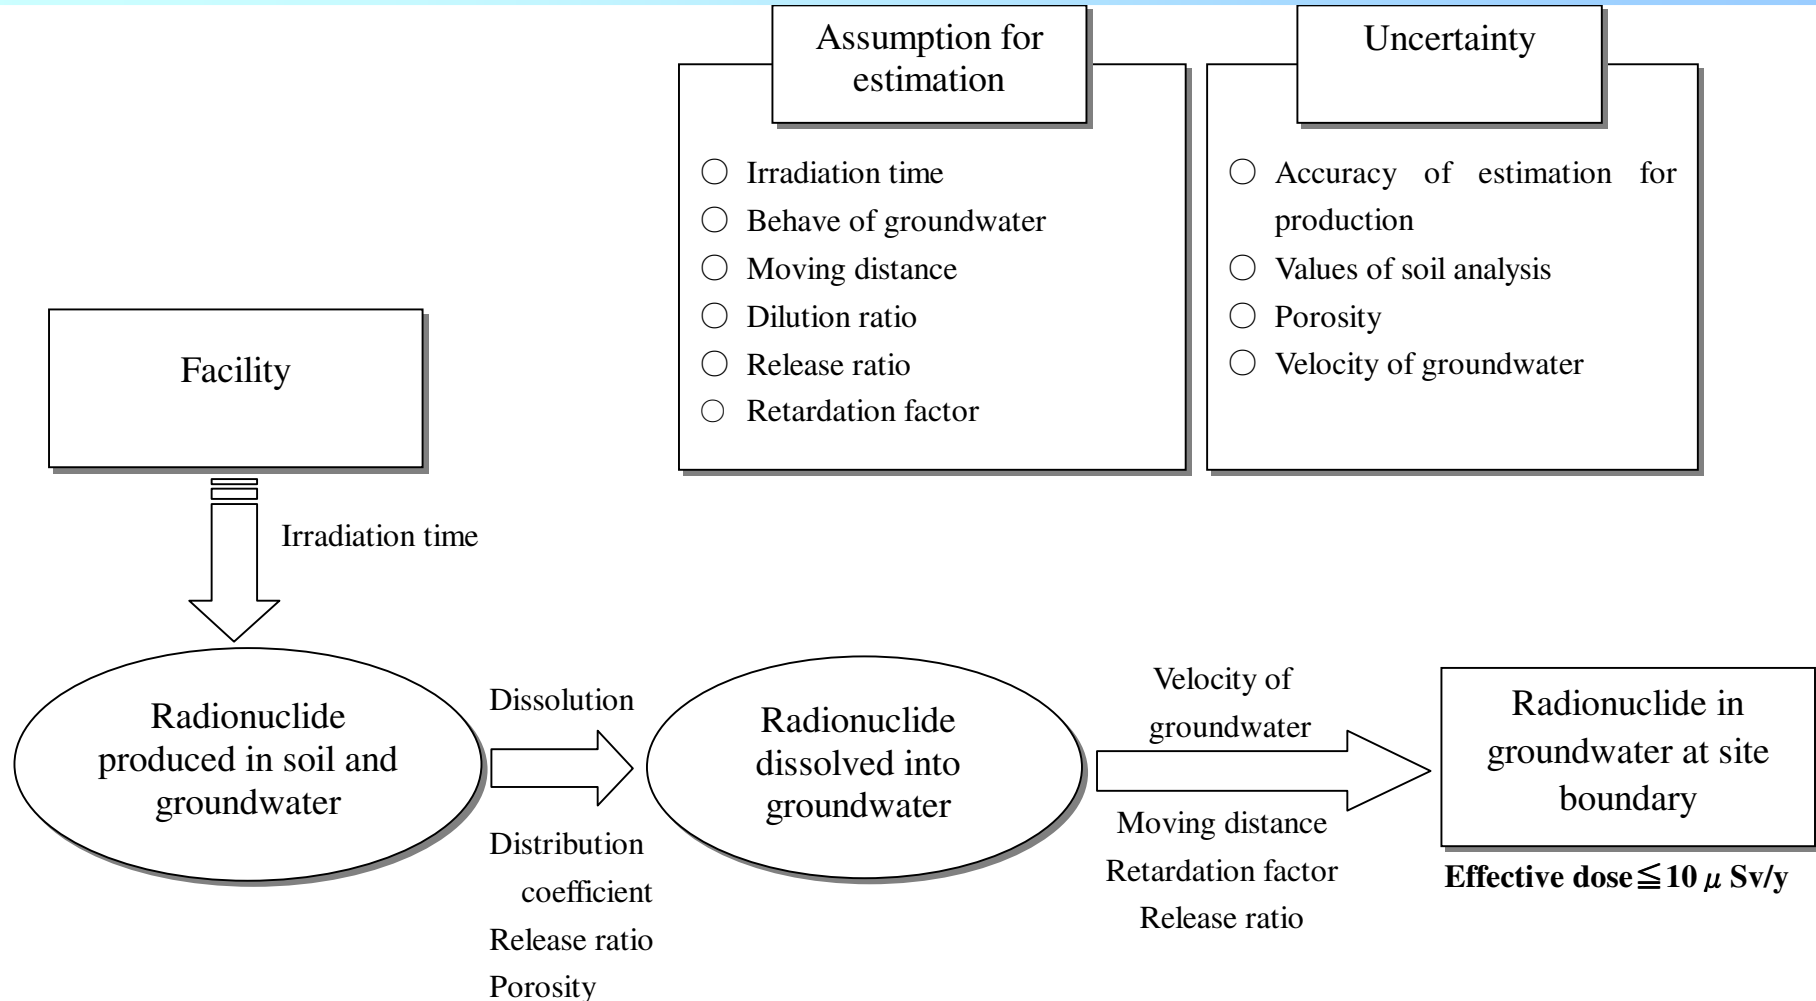 Assumption for
estimation
○ Irradiation time
○ Behave of groundwater
○ Moving distance
○ Dilution ratio
○ Release ratio
○ Retardation factor
Uncertainty
○ Accuracy of estimation for
production
○ Values of soil analysis
○ Porosity
○ Velocity of groundwater
Facility
Irradiation time
Radionuclide
produced in soil and
groundwater
Dissolution
Distribution
coefficient
Release ratio
Porosity
Radionuclide
dissolved into
groundwater
Velocity of
groundwater
Moving distance
Retardation factor
Release ratio
Radionuclide in
groundwater at site
boundary
Effective dose≦10 μ Sv/y